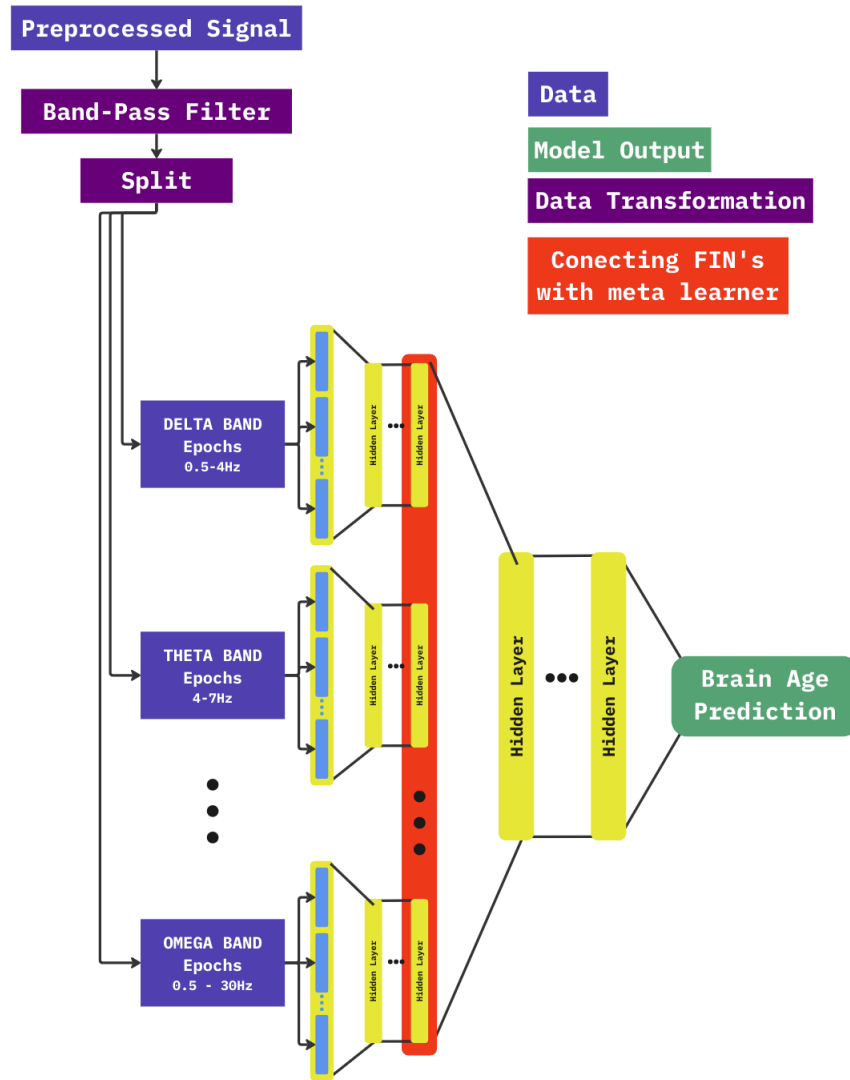 Preprocessed Signal
Band-Pass Filter
Split
Data
Model Output
Data Transformation
Conecting FIN's
with meta learner
DELTA BAND
Epochs
0.5-4Hz
Hidden Layer
Hidden Layer
THETA BAND
Epochs
4-7Hz
Hidden Layer
Hidden Layer
OMEGA BAND
Epochs
0.5 - 30Hz
Hidden Layer
Hidden Layer
Hidden Layer
Hidden Layer
Brain Age
Prediction